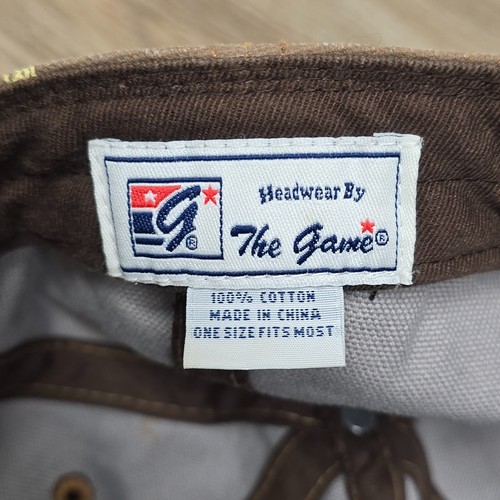 G®
Headwear By
The Game®
100% COTTON
MADE IN CHINA
ONE SIZE FITS MOST